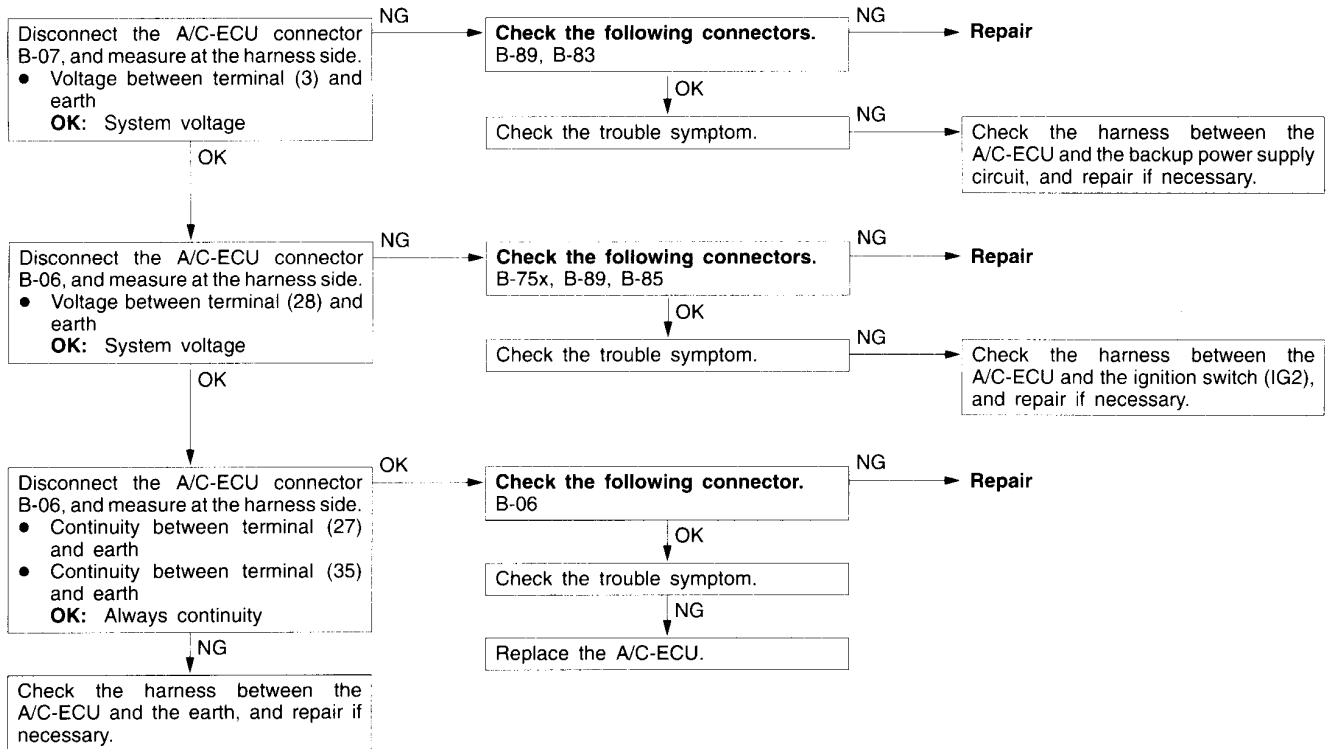 Disconnect the A/C-ECU connector
B-07, and measure at the harness side.
● Voltage between terminal (3) and
earth
OK: System voltage
NG
Check the following connectors.
B-89, B-83
NG
Repair
OK
Check the trouble symptom.
NG
Check the harness between the
A/C-ECU and the backup power supply
circuit, and repair if necessary.
OK
Disconnect the A/C-ECU connector
B-06, and measure at the harness side.
● Voltage between terminal (28) and
earth
OK: System voltage
NG
Check the following connectors.
B-75x, B-89, B-85
NG
Repair
OK
Check the trouble symptom.
NG
Check the harness between the
A/C-ECU and the ignition switch (IG2),
and repair if necessary.
OK
Disconnect the A/C-ECU connector
B-06, and measure at the harness side.
● Continuity between terminal (27)
and earth
● Continuity between terminal (35)
and earth
OK: Always continuity
OK
Check the following connector.
B-06
NG
Repair
OK
Check the trouble symptom.
NG
Replace the A/C-ECU.
NG
Check the harness between the
A/C-ECU and the earth, and repair if
necessary.